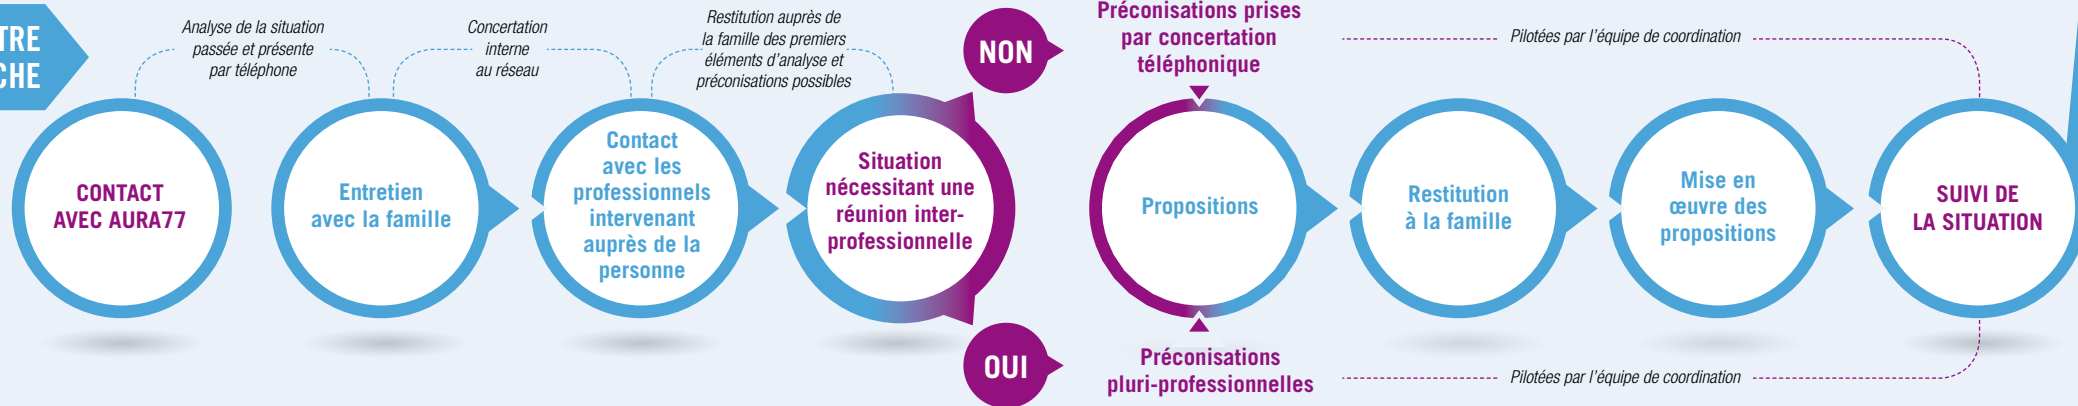 TRE
CHE
Analyse de la situation
passée et présente
par téléphone
Concertation
interne
au réseau
Restitution auprès de
la famille des premiers
éléments d’analyse et
préconisations possibles
NON
Préconisations prises
par concertation
téléphonique
Pilotées par l’équipe de coordination
CONTACT
AVEC AURA77
Entretien
avec la famille
Contact
avec les
professionnels
intervenant
auprès de la
personne
Situation
nécessitant une
réunion inter-
professionnelle
Propositions
Restitution
à la famille
Mise en
œuvre des
propositions
SUIVI DE
LA SITUATION
OUI
Préconisations
pluri-professionnelles
Pilotées par l’équipe de coordination